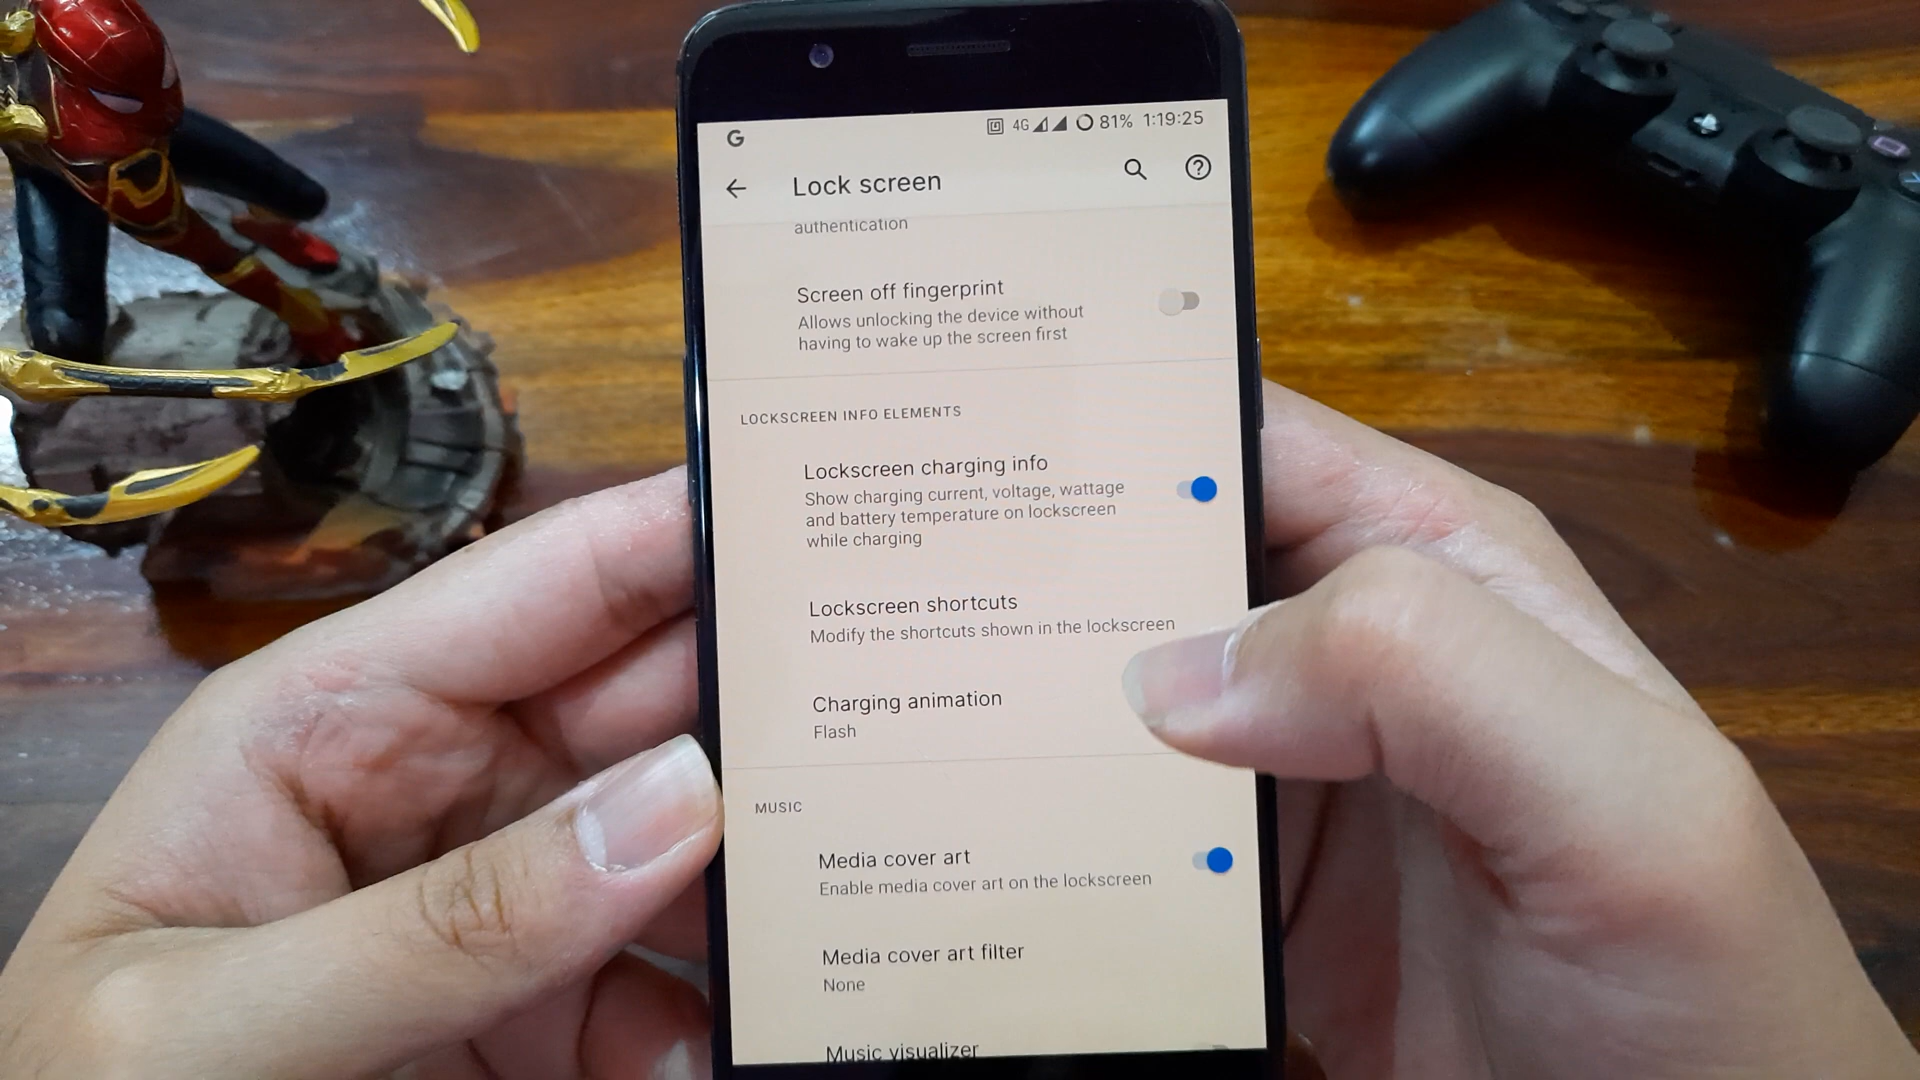 G 4G 81% 1:19:25
Lock screen
authentication
Screen off fingerprint
Allows unlocking the device without
having to wake up the screen first
LOCKSCREEN INFO ELEMENTS
Lockscreen charging info
Show charging current, voltage, wattage
and battery temperature on lockscreen
while charging
Lockscreen shortcuts
Modify the shortcuts shown in the lockscreen
Charging animation
Flash
MUSIC
Media cover art
Enable media cover art on the lockscreen
Media cover art filter
None
Music visualizer